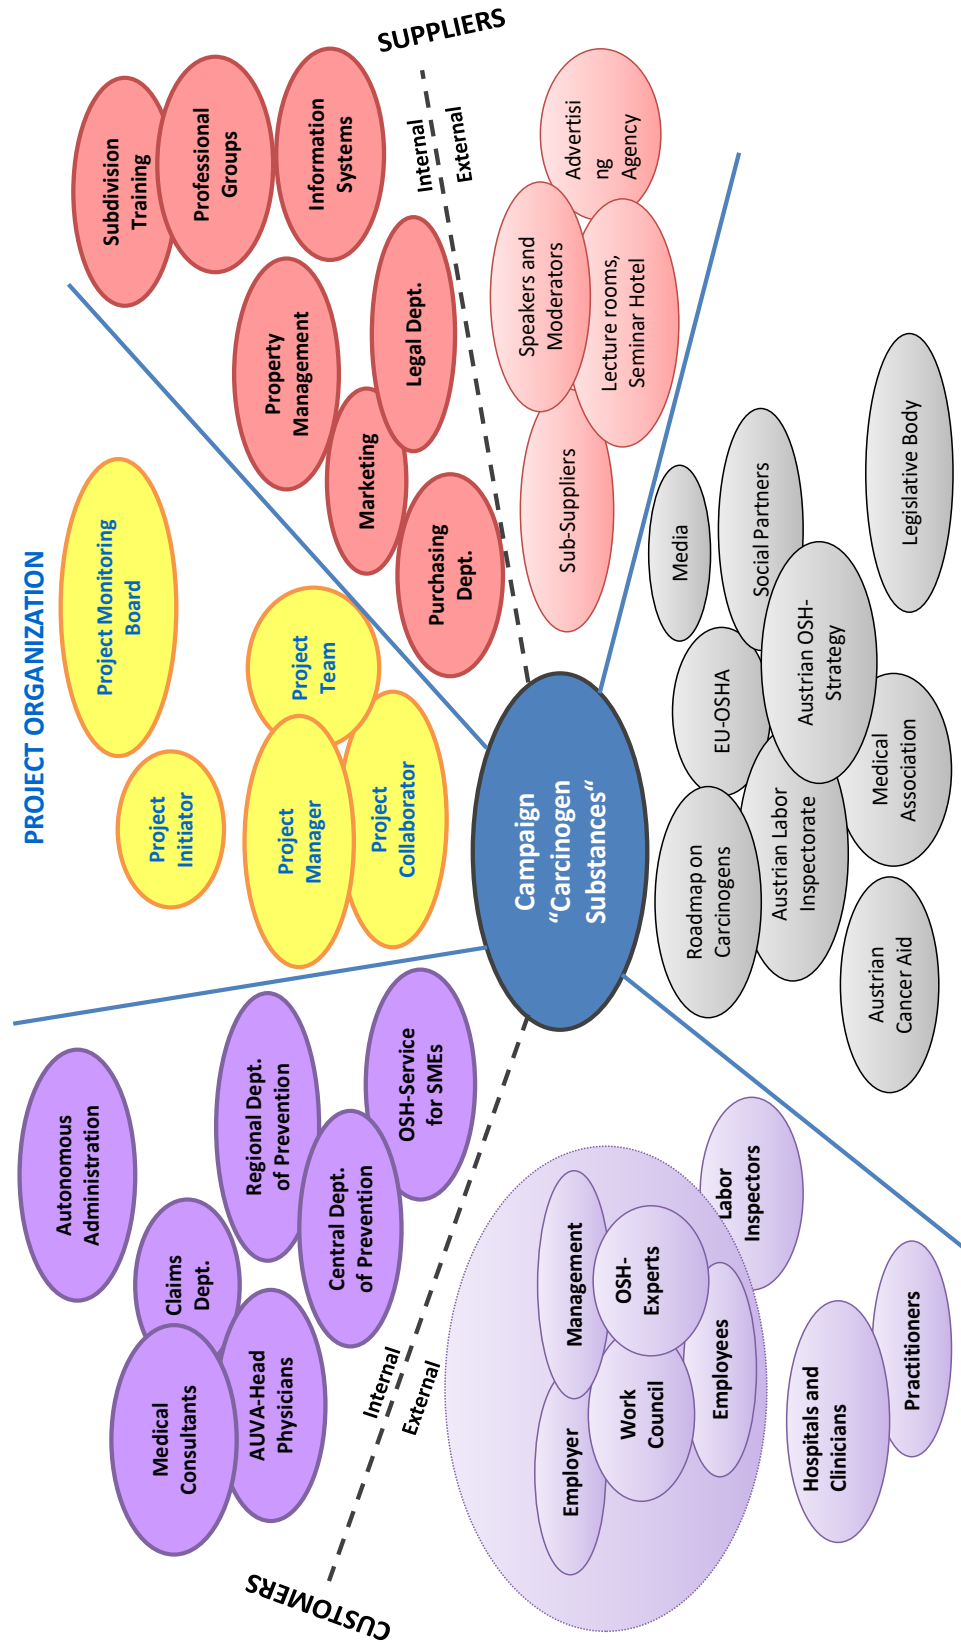 PROJECT ORGANIZATION
SUPPLIERS
CUSTOMERS
Autonomous
Administration
Claims
Dept.
Medical
Consultants
AUVA-Head
Physicians
Regional Dept.
of Prevention
Central Dept.
of Prevention
OSH-Service
for SMEs
Internal
External
Project
Initiator
Project Monitoring
Board
Project
Manager
Project
Team
Project
Collaborator
Subdivision
Training
Professional
Groups
Information
Systems
Property
Management
Marketing
Legal Dept.
Purchasing
Dept.
Internal
External
Campaign
“Carcinogen
Substances“
Employer
Management
Work
Council
OSH-
Experts
Employees
Labor
Inspectors
Hospitals and
Clinicians
Practitioners
Roadmap on
Carcinogens
EU-OSHA
Media
Austrian Labor
Inspectorate
Social Partners
Austrian OSH-
Strategy
Austrian
Cancer Aid
Medical
Association
Legislative Body
Sub-Suppliers
Speakers and
Moderators
Lecture rooms,
Seminar Hotel
Advertisi
ng
Agency